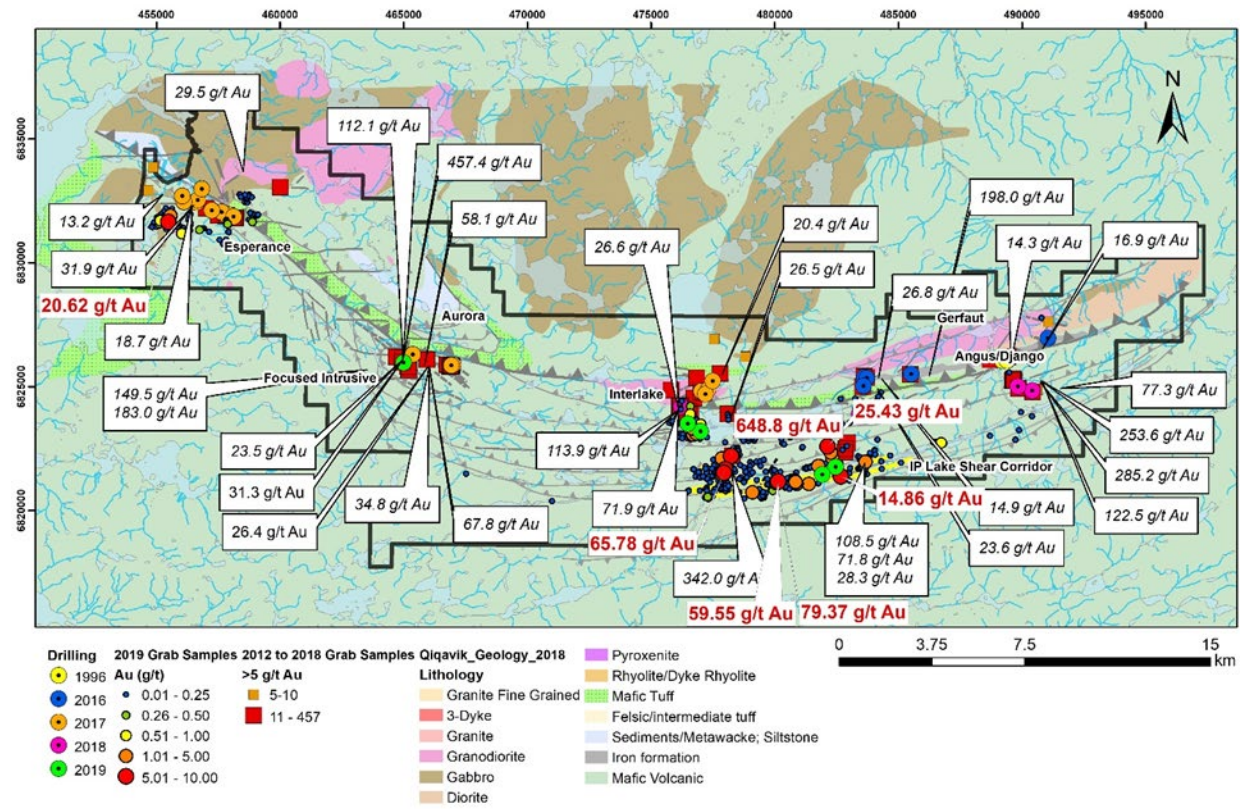 455000 460000 465000 470000 475000 480000 485000 490000 495000
6835000
6830000
6825000
6820000
N
29.5 g/t Au
112.1 g/t Au
457.4 g/t Au
58.1 g/t Au
198.0 g/t Au
20.4 g/t Au
26.6 g/t Au
14.3 g/t Au
16.9 g/t Au
13.2 g/t Au
Esperance
26.5 g/t Au
31.9 g/t Au
26.8 g/t Au
20.62 g/t Au
Gerfaut
Aurora
18.7 g/t Au
Angus/Django
Focused Intrusive
149.5 g/t Au
183.0 g/t Au
Interlake
77.3 g/t Au
648.8 g/t Au
25.43 g/t Au
253.6 g/t Au
23.5 g/t Au
113.9 g/t Au
IP Lake Shear Corridor
285.2 g/t Au
31.3 g/t Au
34.8 g/t Au
71.9 g/t Au
14.86 g/t Au
14.9 g/t Au
122.5 g/t Au
26.4 g/t Au
67.8 g/t Au
65.78 g/t Au
108.5 g/t Au
71.8 g/t Au
28.3 g/t Au
23.6 g/t Au
342.0 g/t A
59.55 g/t Au
79.37 g/t Au
Drilling
1996
2016
2017
2018
2019
2019 Grab Samples
Au (g/t)
0.01 - 0.25
0.26 - 0.50
0.51 - 1.00
1.01 - 5.00
5.01 - 10.00
2012 to 2018 Grab Samples
>5 g/t Au
5-10
11 - 457
Qiqavik_Geology_2018
Lithology
Granite Fine Grained
3-Dyke
Granite
Granodiorite
Gabbro
Diorite
Pyroxenite
Rhyolite/Dyke Rhyolite
Mafic Tuff
Felsic/intermediate tuff
Sediments/Metawacke; Siltstone
Iron formation
Mafic Volcanic
0 3.75 7.5 15
km